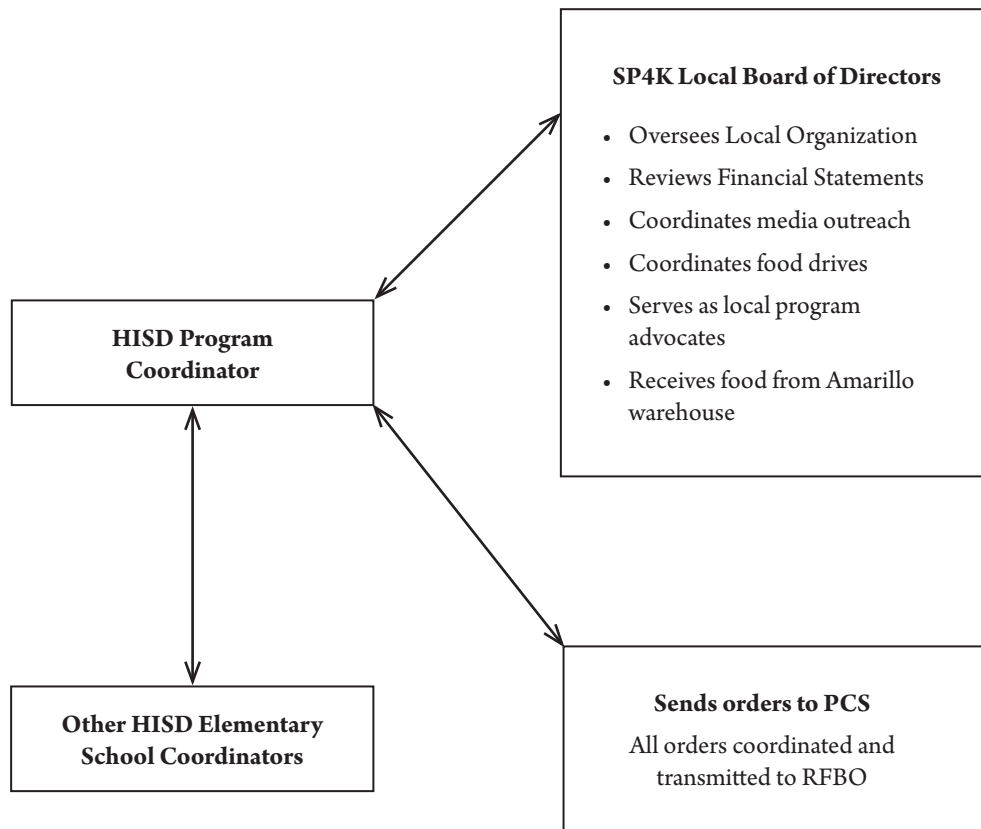 SP4K Local Board of Directors
• Oversees Local Organization
• Reviews Financial Statements
• Coordinates media outreach
• Coordinates food drives
• Serves as local program
advocates
• Receives food from Amarillo
warehouse
HISD Program
Coordinator
Other HISD Elementary
School Coordinators
Sends orders to PCS
All orders coordinated and
transmitted to RFBO